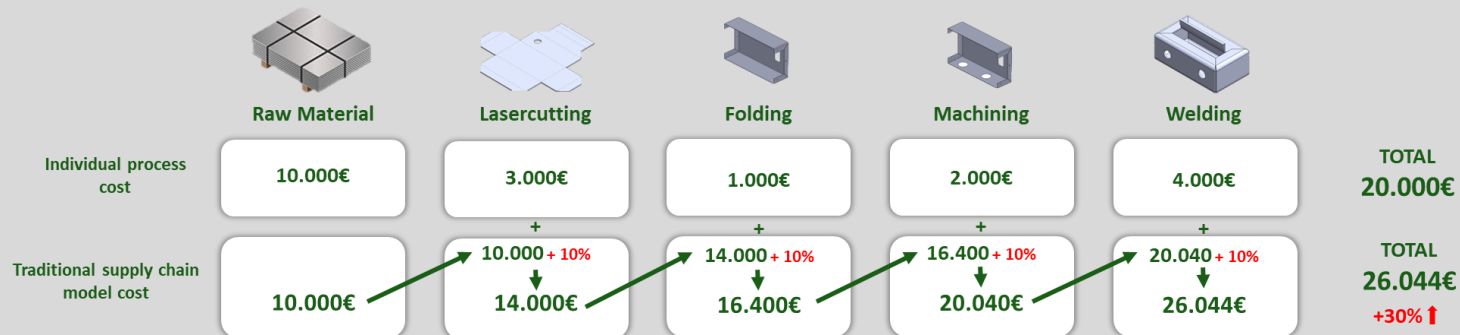 Raw Material
Lasercutting
Folding
Machining
Welding
Individual process
cost
10.000€
3.000€
1.000€
2.000€
4.000€
TOTAL
20.000€
+
+
+
+
Traditional supply chain
model cost
10.000€
10.000 + 10%
14.000€
14.000 + 10%
16.400€
16.400 + 10%
20.040€
20.040 + 10%
26.044€
TOTAL
26.044€
+30%